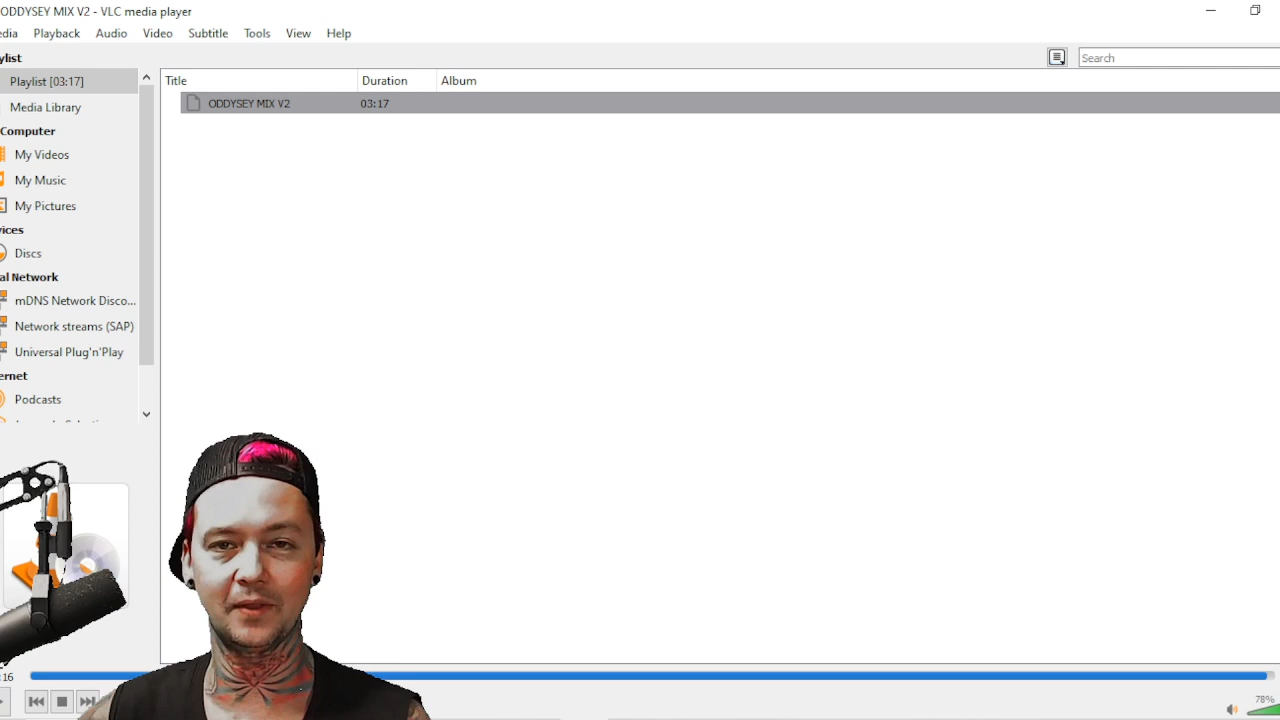 ODDYSEY MIX V2 - VLC media player
edia Playback Audio Video Subtitle Tools View Help
ylist
Search
Playlist [03:17]
Title Duration Album
ODDYSEY MIX V2 03:17
Media Library
Computer
My Videos
My Music
My Pictures
vices
Discs
al Network
mDNS Network Disco...
Network streams (SAP)
Universal Plug'n'Play
ernet
Podcasts
:16
78%